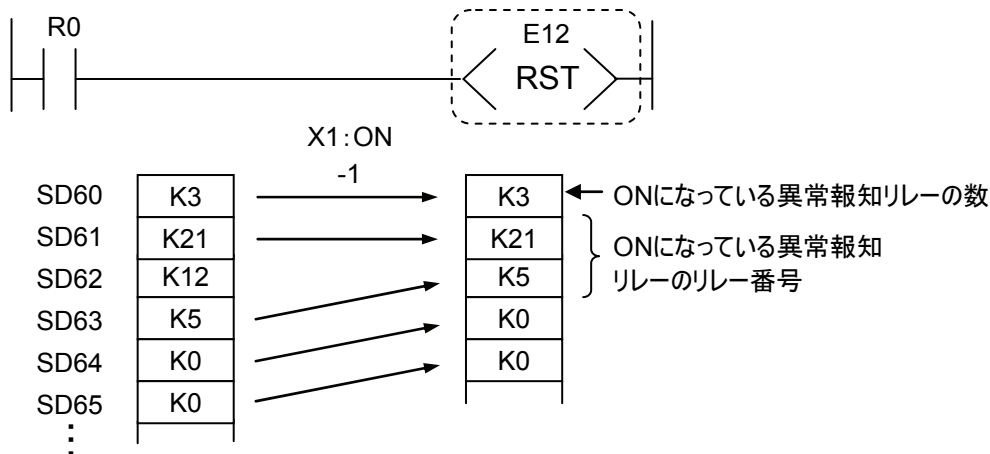 R0
E12
RST
X1:ON
-1
SD60 K3 K3 ONになっている異常報知リレーの数
SD61 K21 K21 ONになっている異常報知
SD62 K12 K5 リレーのリレー番号
SD63 K5 K0
SD64 K0 K0
SD65 K0